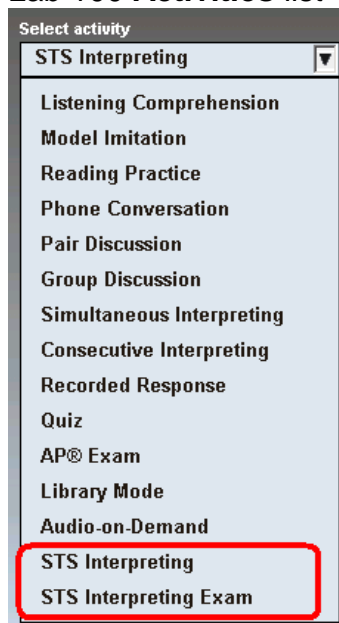 Select activity
STS Interpreting
Listening Comprehension
Model Imitation
Reading Practice
Phone Conversation
Pair Discussion
Group Discussion
Simultaneous Interpreting
Consecutive Interpreting
Recorded Response
Quiz
AP® Exam
Library Mode
Audio-on-Demand
STS Interpreting
STS Interpreting Exam